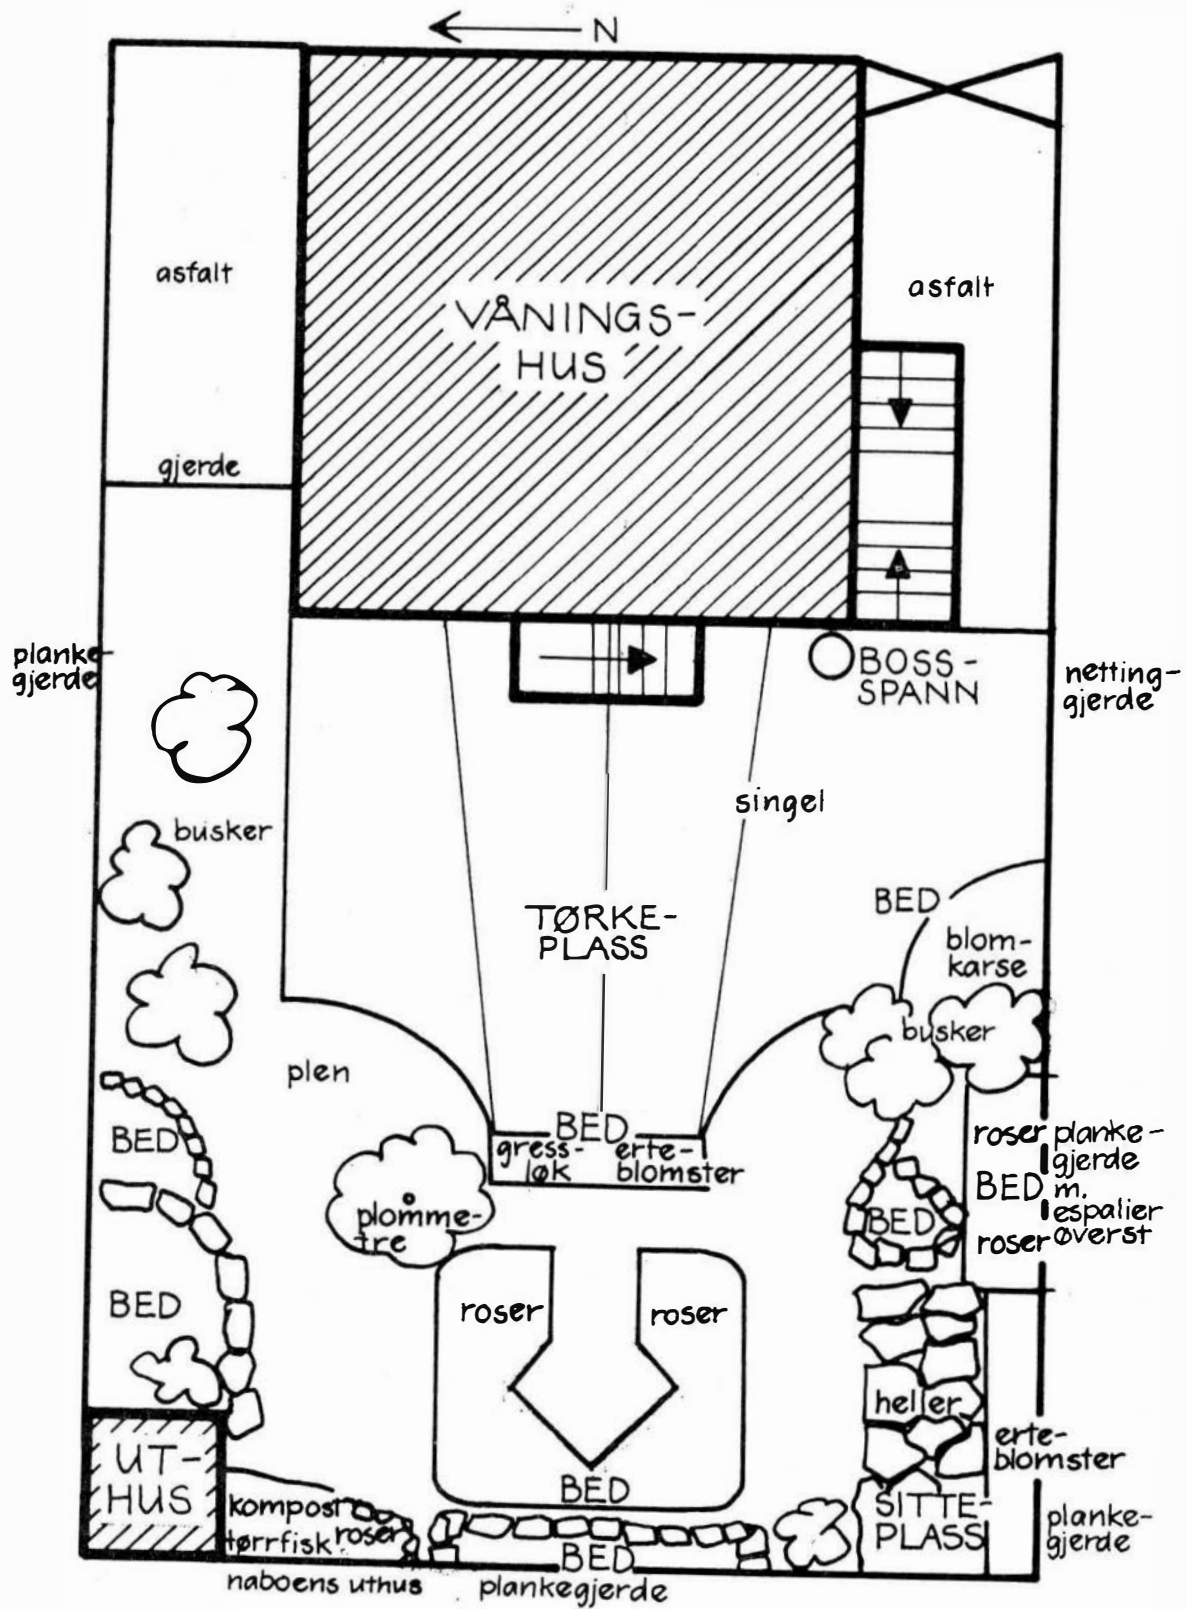 N
asfalt
VÅNINGS-
HUS
asfalt
gjerde
planke-
gjerde
BOSS-
SPANN
netting-
gjerde
singel
busker
TØRKE-
PLASS
BED
blom-
karse
busker
plen
BED
BED
gress-
løk
erte-
blomster
roser
BED
roser
planke-
gjerde
m.
espalier
øverst
plomme-
tre
BED
BED
roser
roser
BED
heller
erte-
blomster
UT-
HUS
kompost
tørrfisk
roser
BED
SITTE-
PLASS
planke-
gjerde
naboens uthus
plankegjerde